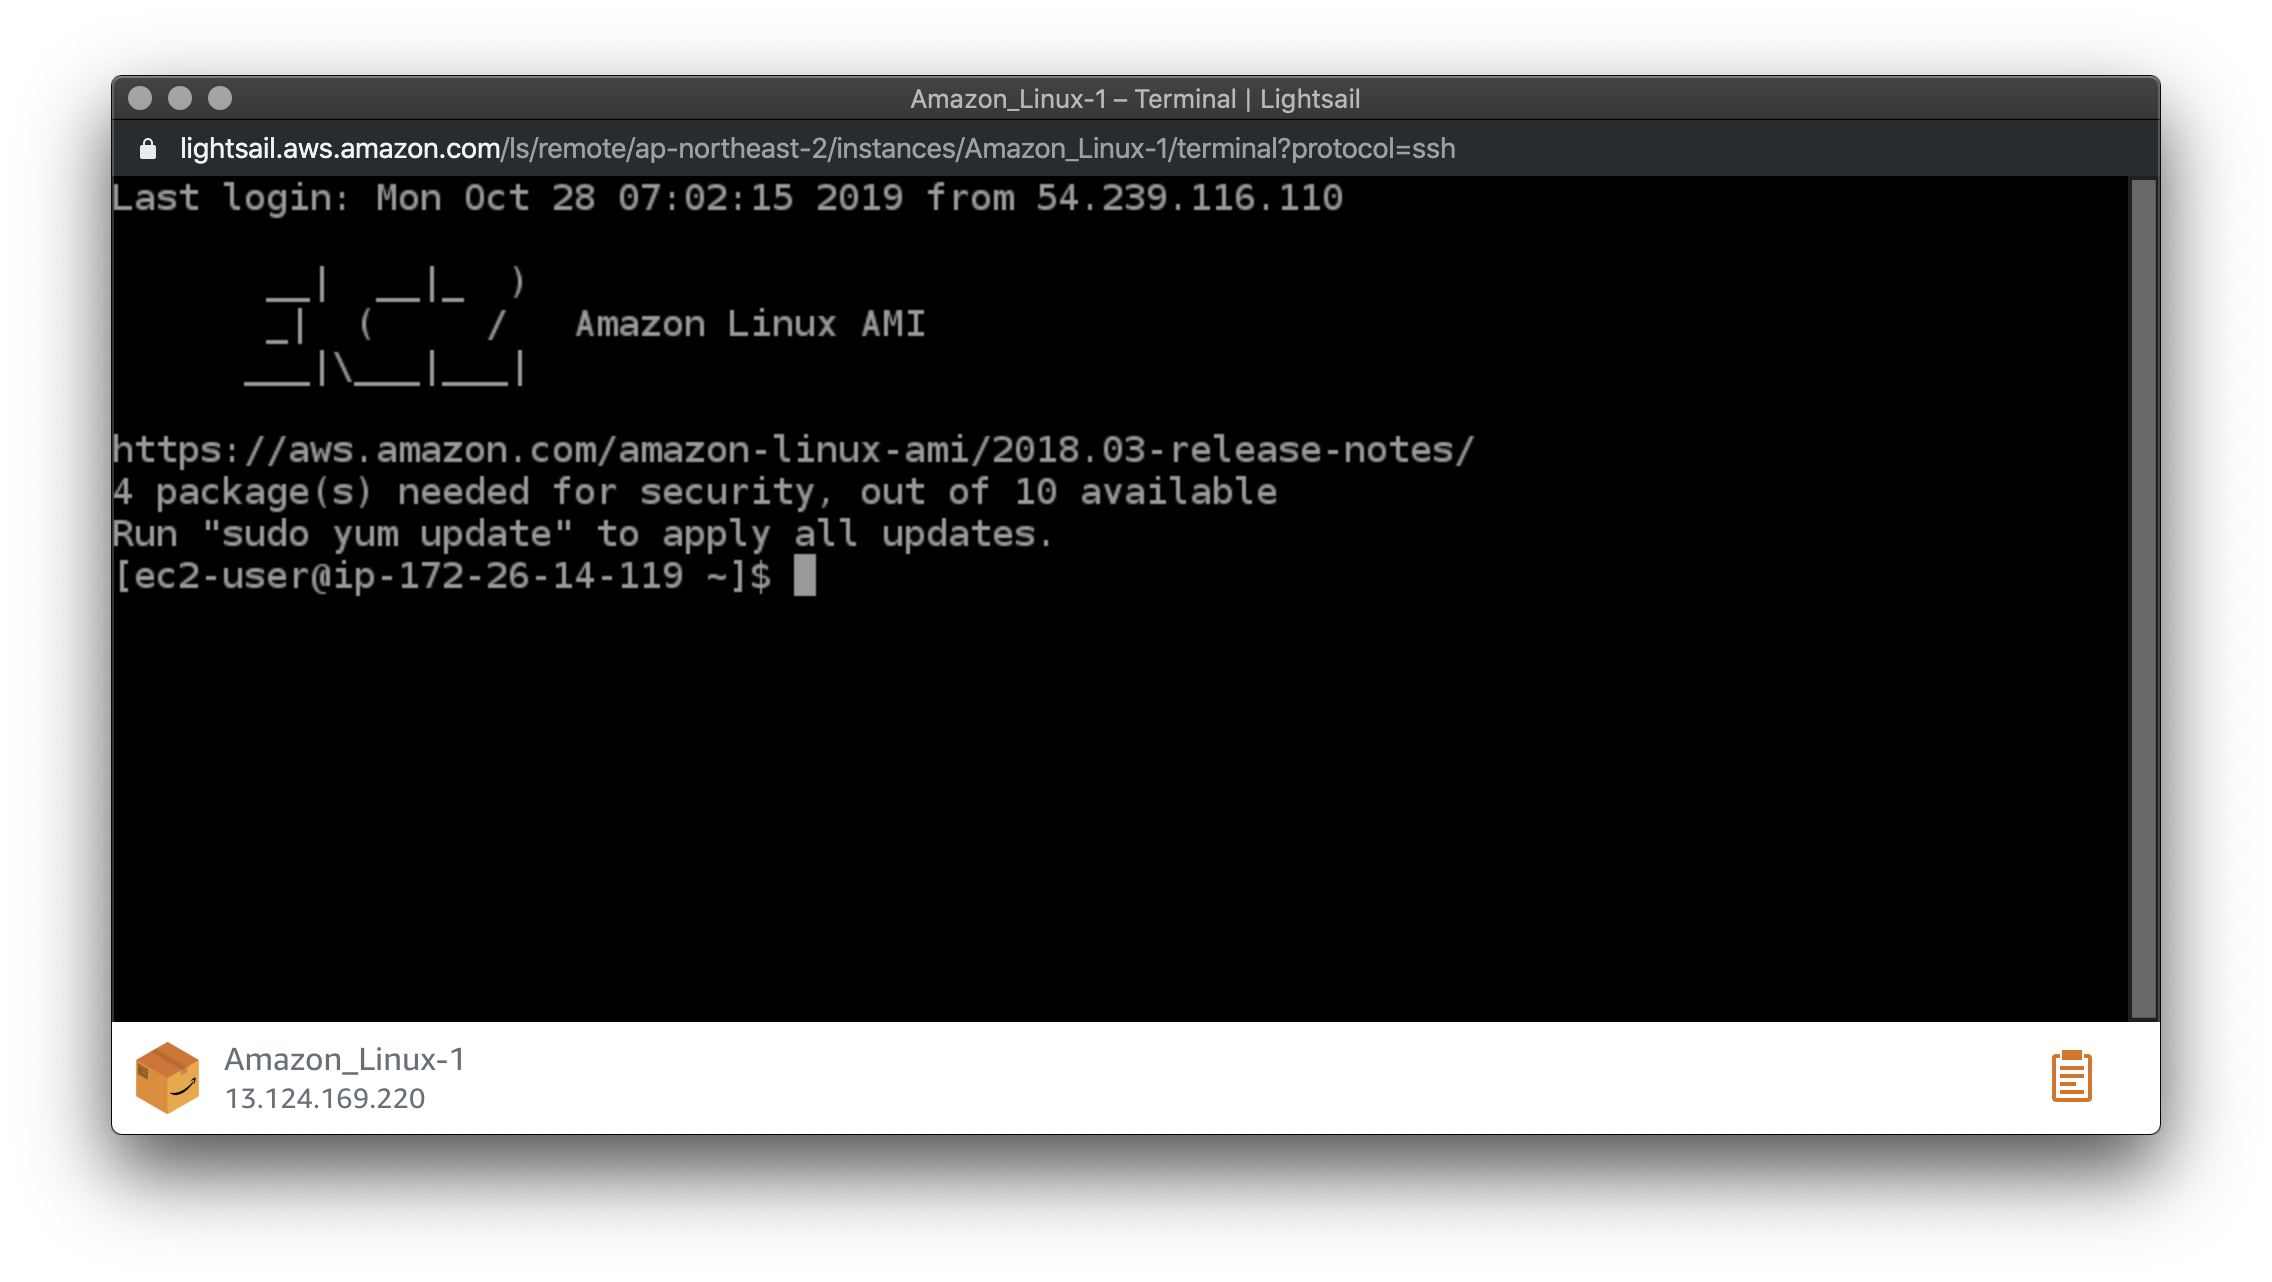 Amazon_Linux-1 – Terminal | Lightsail
lightsail.aws.amazon.com/ls/remote/ap-northeast-2/instances/Amazon_Linux-1/terminal?protocol=ssh
Last login: Mon Oct 28 07:02:15 2019 from 54.239.116.110
       __|  __|_  )
       _|  (     /   Amazon Linux AMI
      ___|\___|___|
https://aws.amazon.com/amazon-linux-ami/2018.03-release-notes/
4 package(s) needed for security, out of 10 available
Run "sudo yum update" to apply all updates.
[ec2-user@ip-172-26-14-119 ~]$
Amazon_Linux-1
13.124.169.220